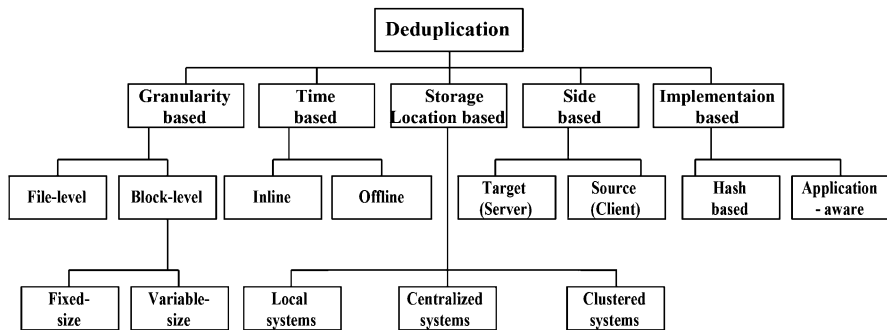 Deduplication
Granularity
based
Time
based
Storage
Location based
Side
based
Implementaion
based
File-level
Block-level
Inline
Offline
Target
(Server)
Source
(Client)
Hash
based
Application
- aware
Fixed-
size
Variable-
size
Local
systems
Centralized
systems
Clustered
systems